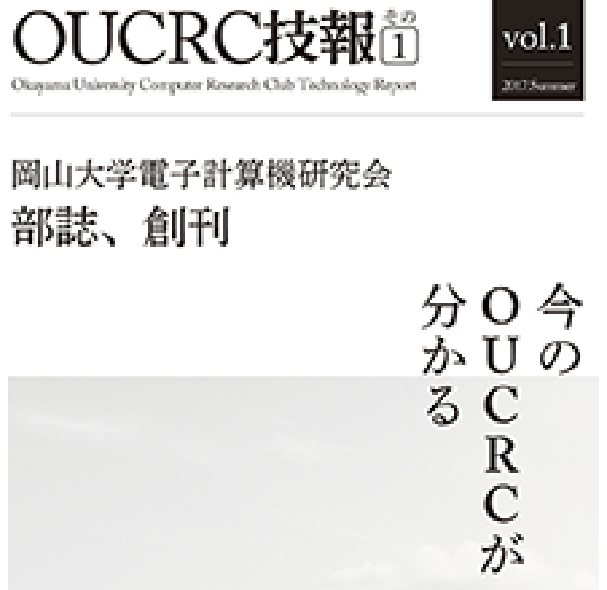 OUCRC技報 その1
vol.1
Okayama University Computer Research Club Technology Report
2017 Summer
岡山大学電子計算機研究会
部誌、創刊
今の
OUCRCが
分かる